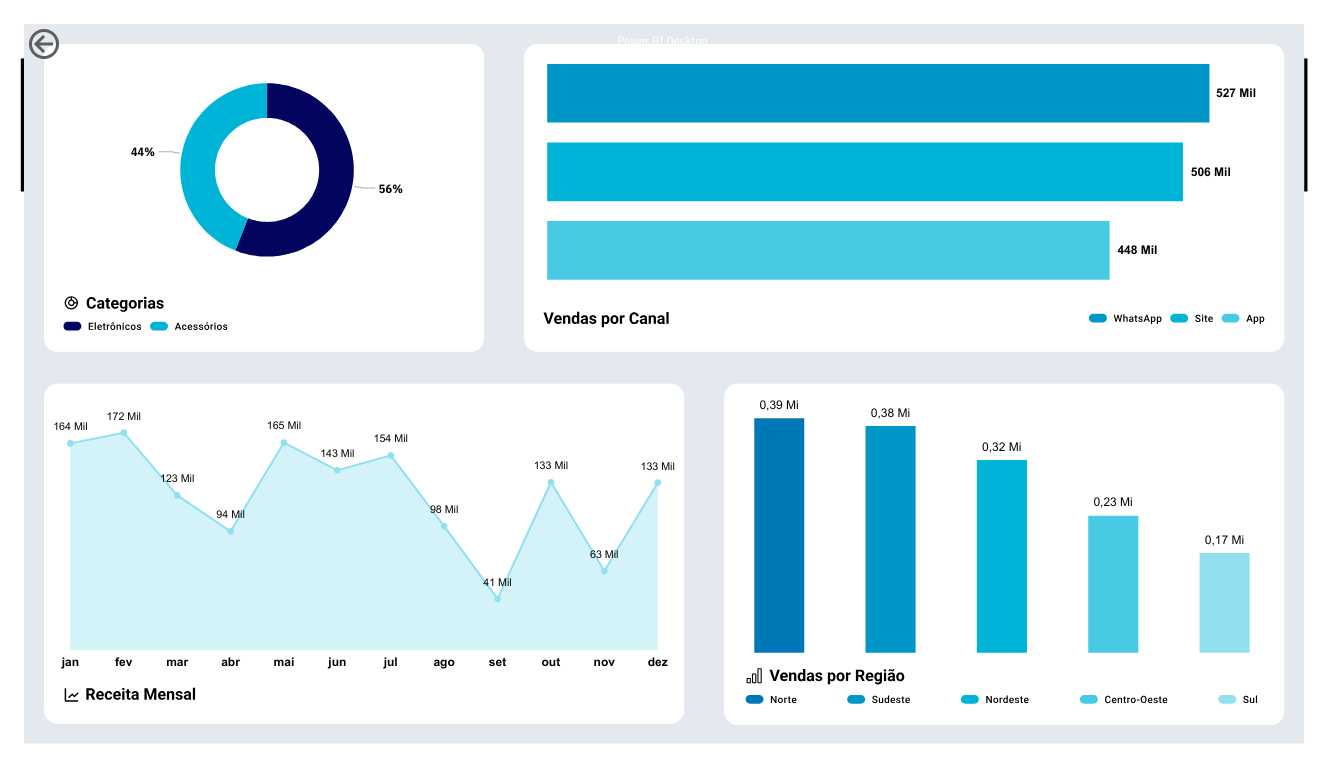 Power BI Desktop
44%
56%
Categorias
Eletrônicos Acessórios
527 Mil
506 Mil
448 Mil
Vendas por Canal
WhatsApp Site App
164 Mil
172 Mil
123 Mil
94 Mil
165 Mil
143 Mil
154 Mil
98 Mil
41 Mil
133 Mil
63 Mil
133 Mil
jan fev mar abr mai jun jul ago set out nov dez
Receita Mensal
0,39 Mi
0,38 Mi
0,32 Mi
0,23 Mi
0,17 Mi
Vendas por Região
Norte Sudeste Nordeste Centro-Oeste Sul